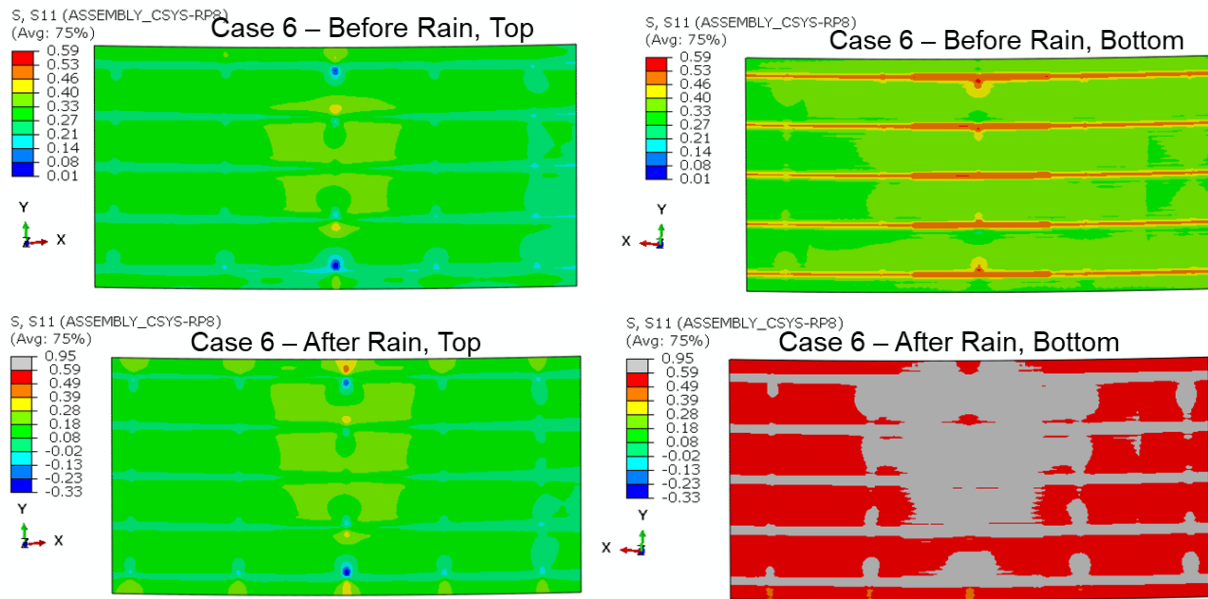 S, S11 (ASSEMBLY_CSYS-RP8)
(Avg: 75%)
Case 6 – Before Rain, Top
0.59
0.53
0.46
0.40
0.33
0.27
0.21
0.14
0.08
0.01
Y
Z
X
S, S11 (ASSEMBLY_CSYS-RP8)
(Avg: 75%)
Case 6 – Before Rain, Bottom
0.59
0.53
0.46
0.40
0.33
0.27
0.21
0.14
0.08
0.01
Y
X
Z
S, S11 (ASSEMBLY_CSYS-RP8)
(Avg: 75%)
Case 6 – After Rain, Top
0.95
0.59
0.49
0.39
0.28
0.18
0.08
-0.02
-0.13
-0.23
-0.33
Y
Z
X
S, S11 (ASSEMBLY_CSYS-RP8)
(Avg: 75%)
Case 6 – After Rain, Bottom
0.95
0.59
0.49
0.39
0.28
0.18
0.08
-0.02
-0.13
-0.23
-0.33
Y
X
Z